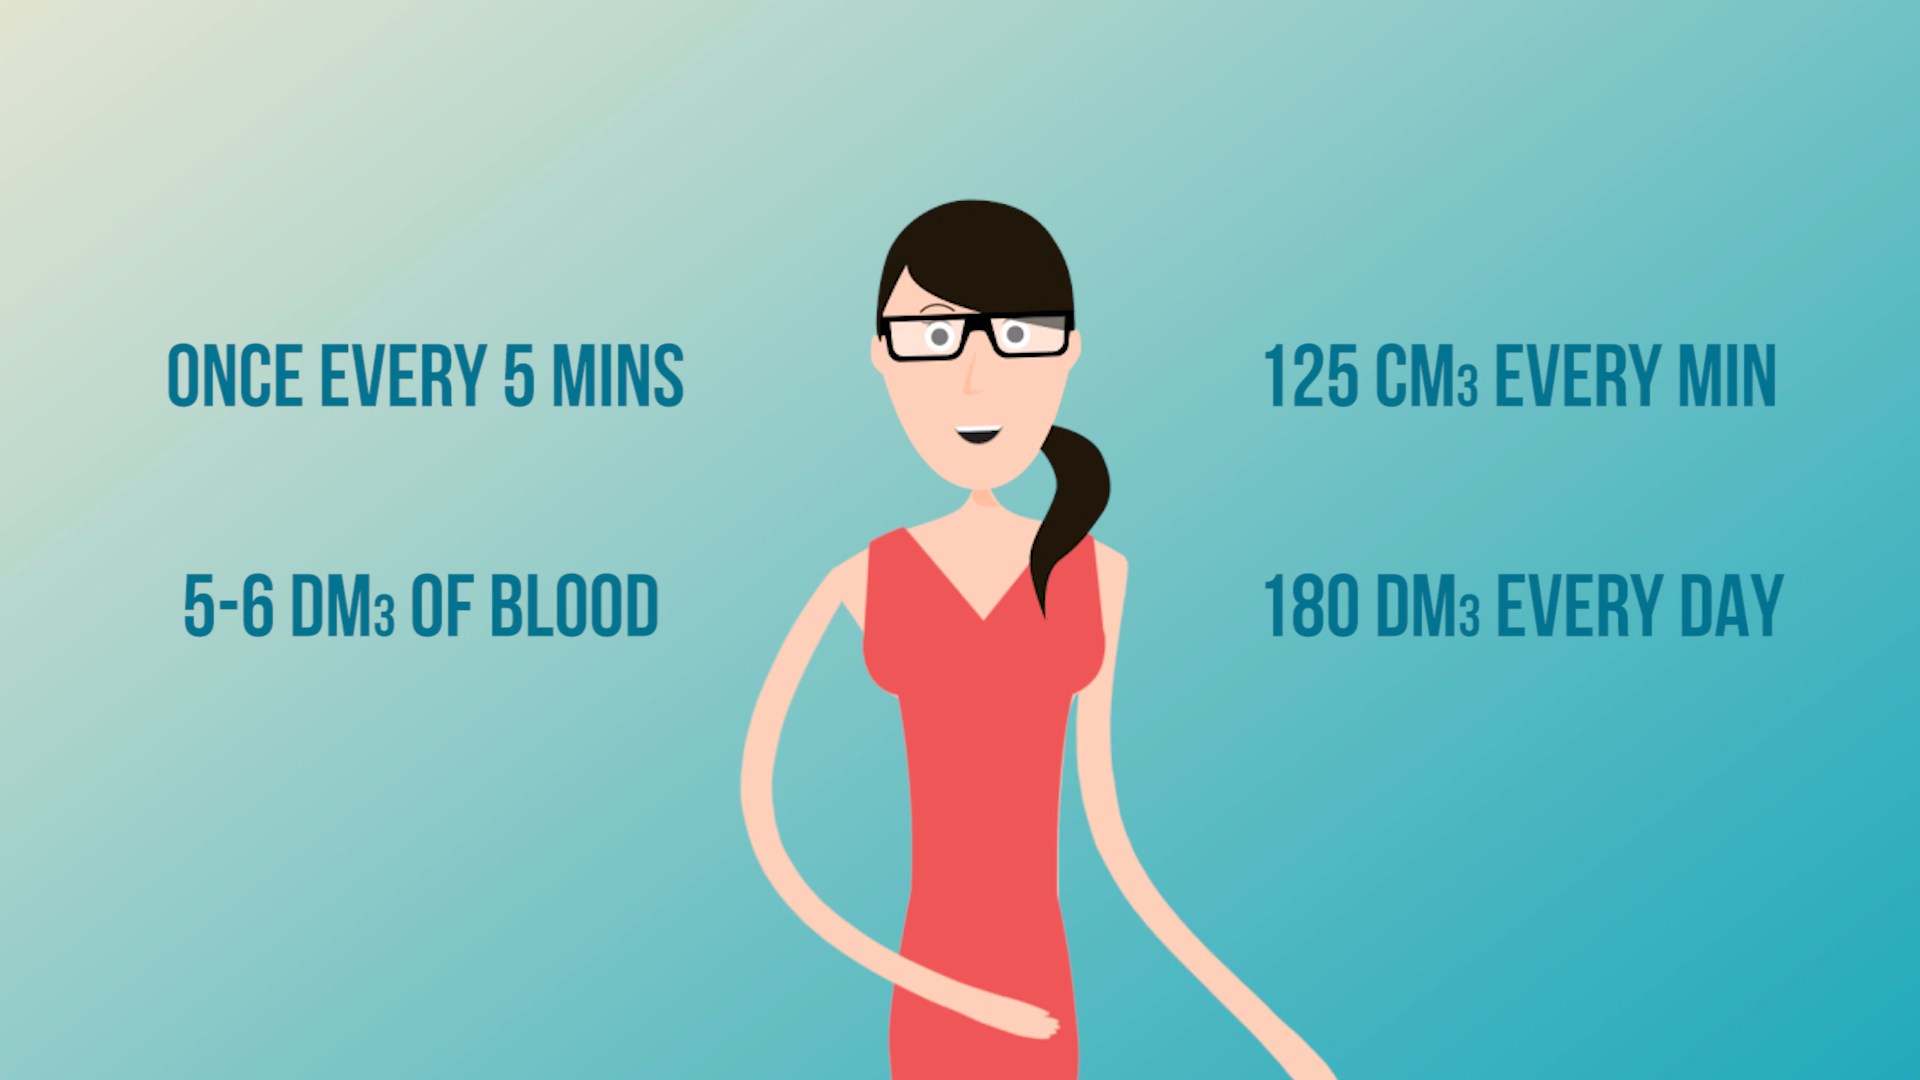 ONCE EVERY 5 MINS
5-6 DM₃ OF BLOOD
125 CM₃ EVERY MIN
180 DM₃ EVERY DAY